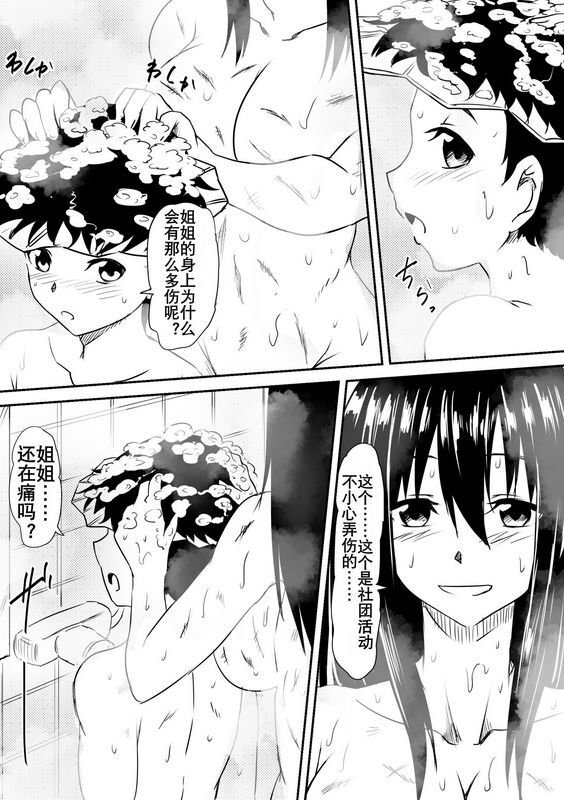 わしゃ
わしゃ
姐姐的身上为什么
会有那么多伤呢？
ちら…
这个……这个是社团活动
不小心弄伤的……
姐姐……
还在痛吗？